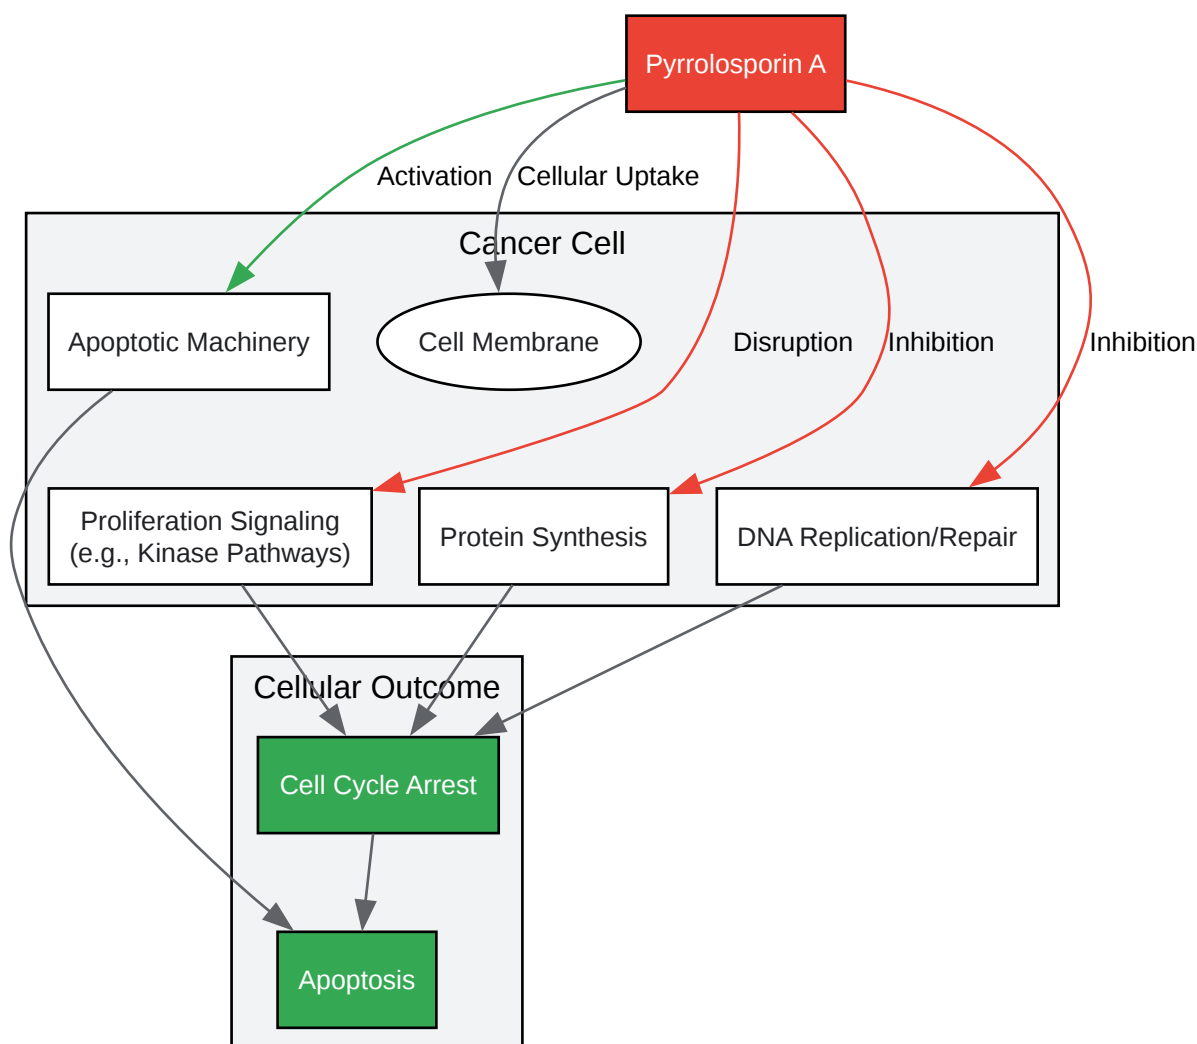 Pyrrolosporin A
Activation
Cellular Uptake
Cancer Cell
Apoptotic Machinery
Cell Membrane
Disruption
Inhibition
Inhibition
Proliferation Signaling
(e.g., Kinase Pathways)
Protein Synthesis
DNA Replication/Repair
Cellular Outcome
Cell Cycle Arrest
Apoptosis